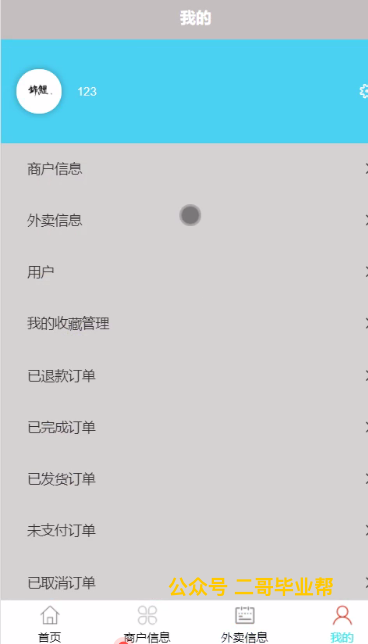 我的
锦鲤
123
商户信息
外卖信息
用户
我的收藏管理
已退款订单
已完成订单
已发货订单
未支付订单
已取消订单
公众号 二哥毕业帮
首页
商户信息
外卖信息
我的